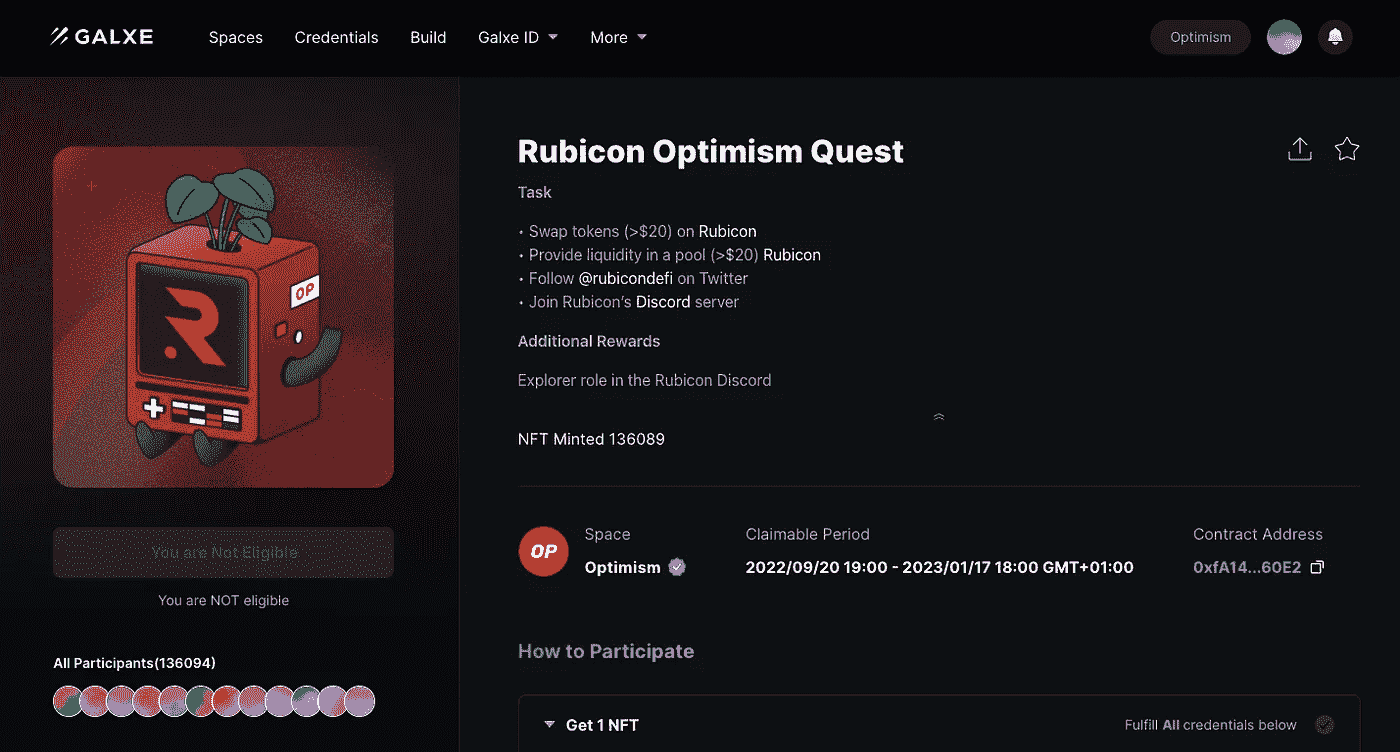 GALXE
Spaces
Credentials
Build
Galxe ID
More
Optimism
OP
You are Not Eligible
You are NOT eligible
All Participants(136094)
Rubicon Optimism Quest
Task
• Swap tokens (>$20) on Rubicon
• Provide liquidity in a pool (>$20) Rubicon
• Follow @rubicondefi on Twitter
• Join Rubicon's Discord server
Additional Rewards
Explorer role in the Rubicon Discord
NFT Minted 136089
OP
Space
Optimism
Claimable Period
2022/09/20 19:00 - 2023/01/17 18:00 GMT+01:00
Contract Address
0xfA14...60E2
How to Participate
Get 1 NFT
Fulfill All credentials below